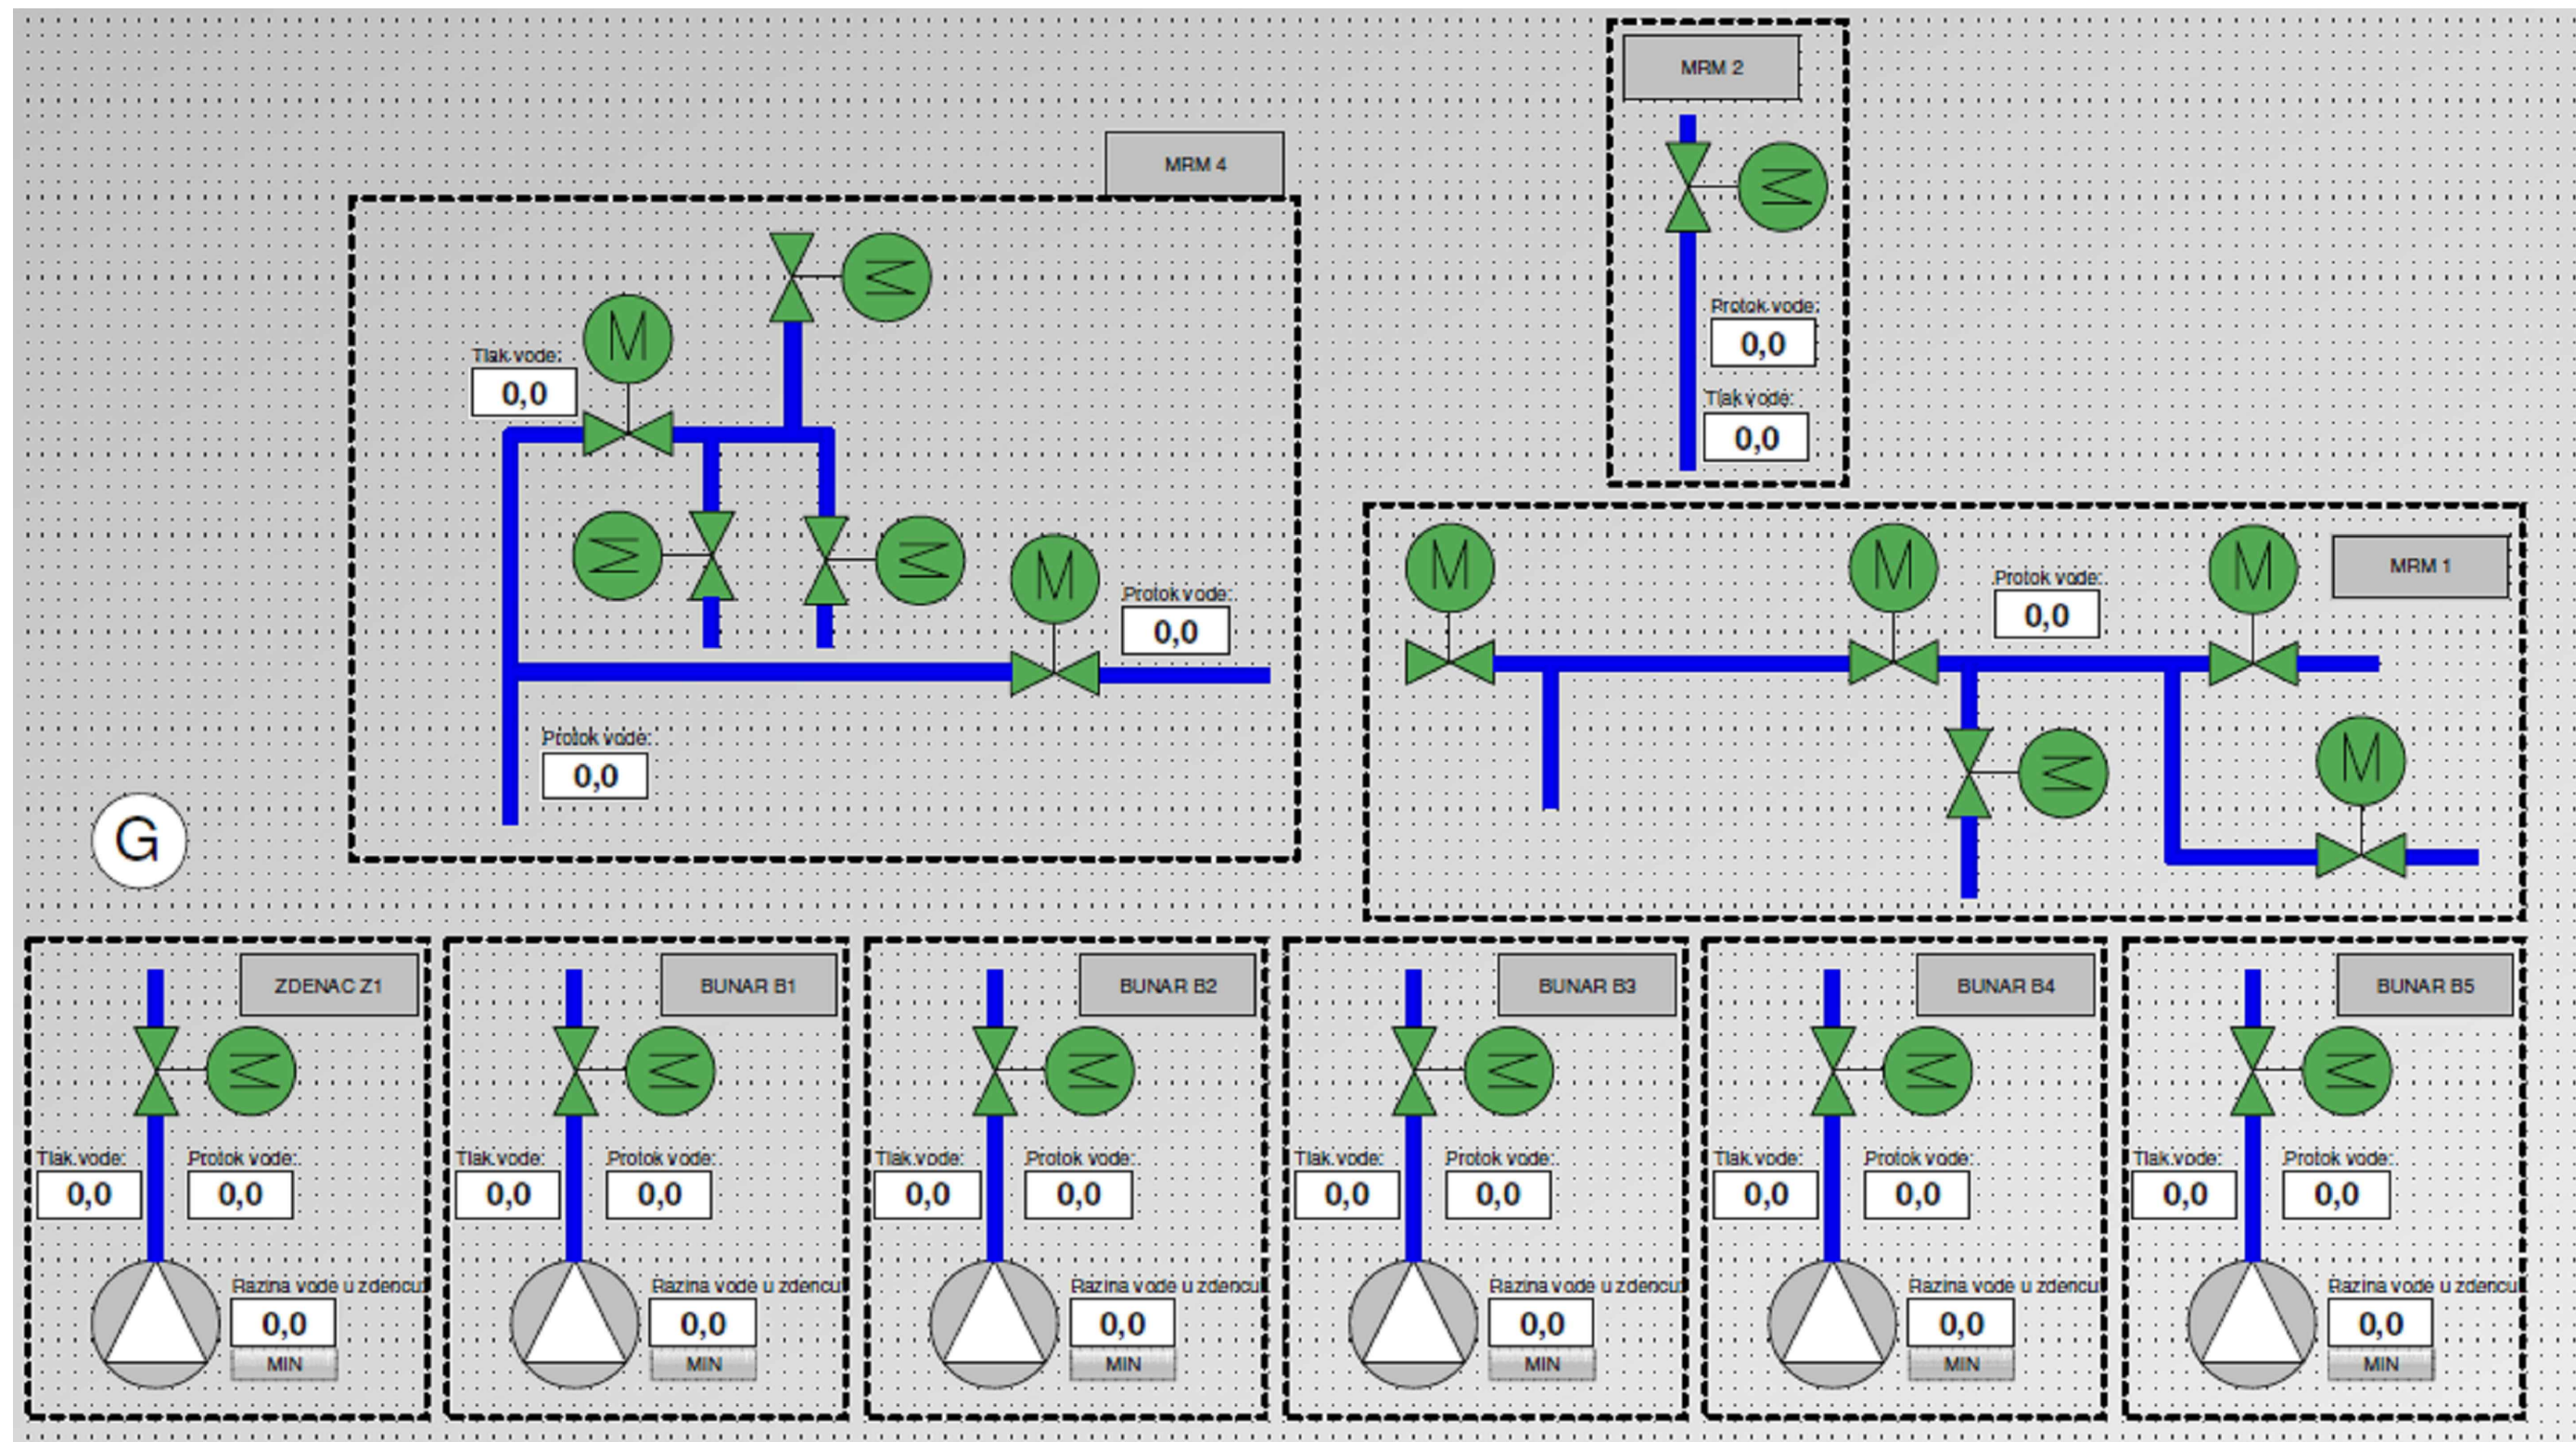 MRM 2
MRM 4
M
M
M
Tlak vode:
0,0
Protok vode:
0,0
Tlak vode:
0,0
M
M
M
Protok vode:
0,0
M
M
M
Protok vode:
0,0
MRM 1
Protok vode:
0,0
M
M
G
ZDENAC Z1
BUNAR B1
BUNAR B2
BUNAR B3
BUNAR B4
BUNAR B5
M
M
M
M
M
M
Tlak vode: Protok vode:
0,0 0,0
Tlak vode: Protok vode:
0,0 0,0
Tlak vode: Protok vode:
0,0 0,0
Tlak vode: Protok vode:
0,0 0,0
Tlak vode: Protok vode:
0,0 0,0
Tlak vode: Protok vode:
0,0 0,0
Razina vode u zdencu:
0,0
MIN
Razina vode u zdencu
0,0
MIN
Razina vode u zdencu
0,0
MIN
Razina vode u zdencu:
0,0
MIN
Razina vode u zdencu
0,0
MIN
Razina vode u zdencu
0,0
MIN